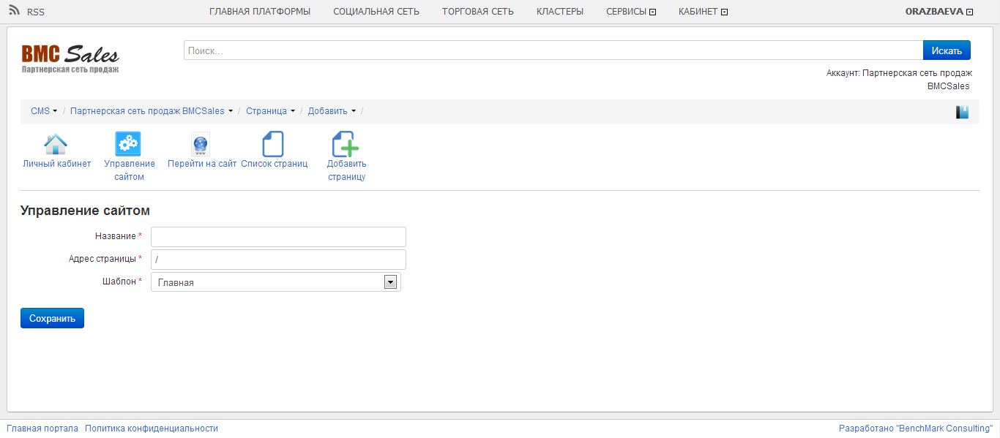 RSS ГЛАВНАЯ ПЛАТФОРМЫ СОЦИАЛЬНАЯ СЕТЬ ТОРГОВАЯ СЕТЬ КЛАСТЕРЫ СЕРВИСЫ КАБИНЕТ ORAZBAEVA
BMC Sales
Партнерская сеть продаж
Поиск... Искать
Аккаунт: Партнерская сеть продаж
BMCSales
CMS / Партнерская сеть продаж BMCSales / Страница / Добавить /
www
Личный кабинет Управление сайтом Перейти на сайт Список страниц Добавить страницу
Управление сайтом
Название *
Адрес страницы * /
Шаблон * Главная
Сохранить
Главная портала Политика конфиденциальности Разработано "BenchMark Consulting"